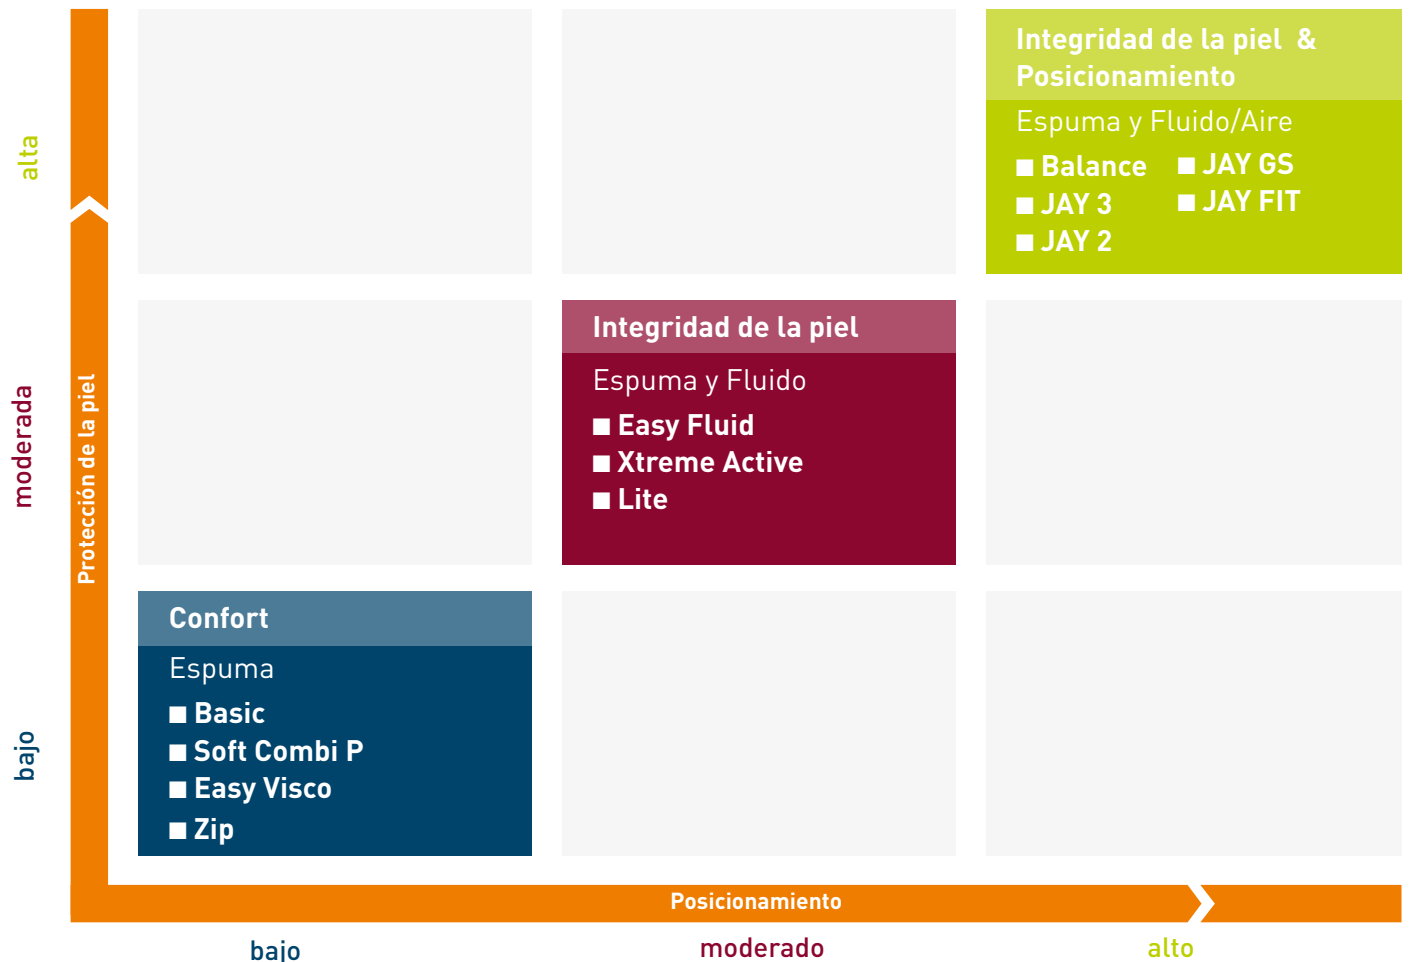 Integridad de la piel &
Posicionamiento
Espuma y Fluido/Aire
■ Balance ■ JAY GS
■ JAY 3 ■ JAY FIT
■ JAY 2
alta
Integridad de la piel
Espuma y Fluido
■ Easy Fluid
■ Xtreme Active
■ Lite
moderada
Protección de la piel
Confort
Espuma
■ Basic
■ Soft Combi P
■ Easy Visco
■ Zip
bajo
Posicionamiento
bajo moderado alto